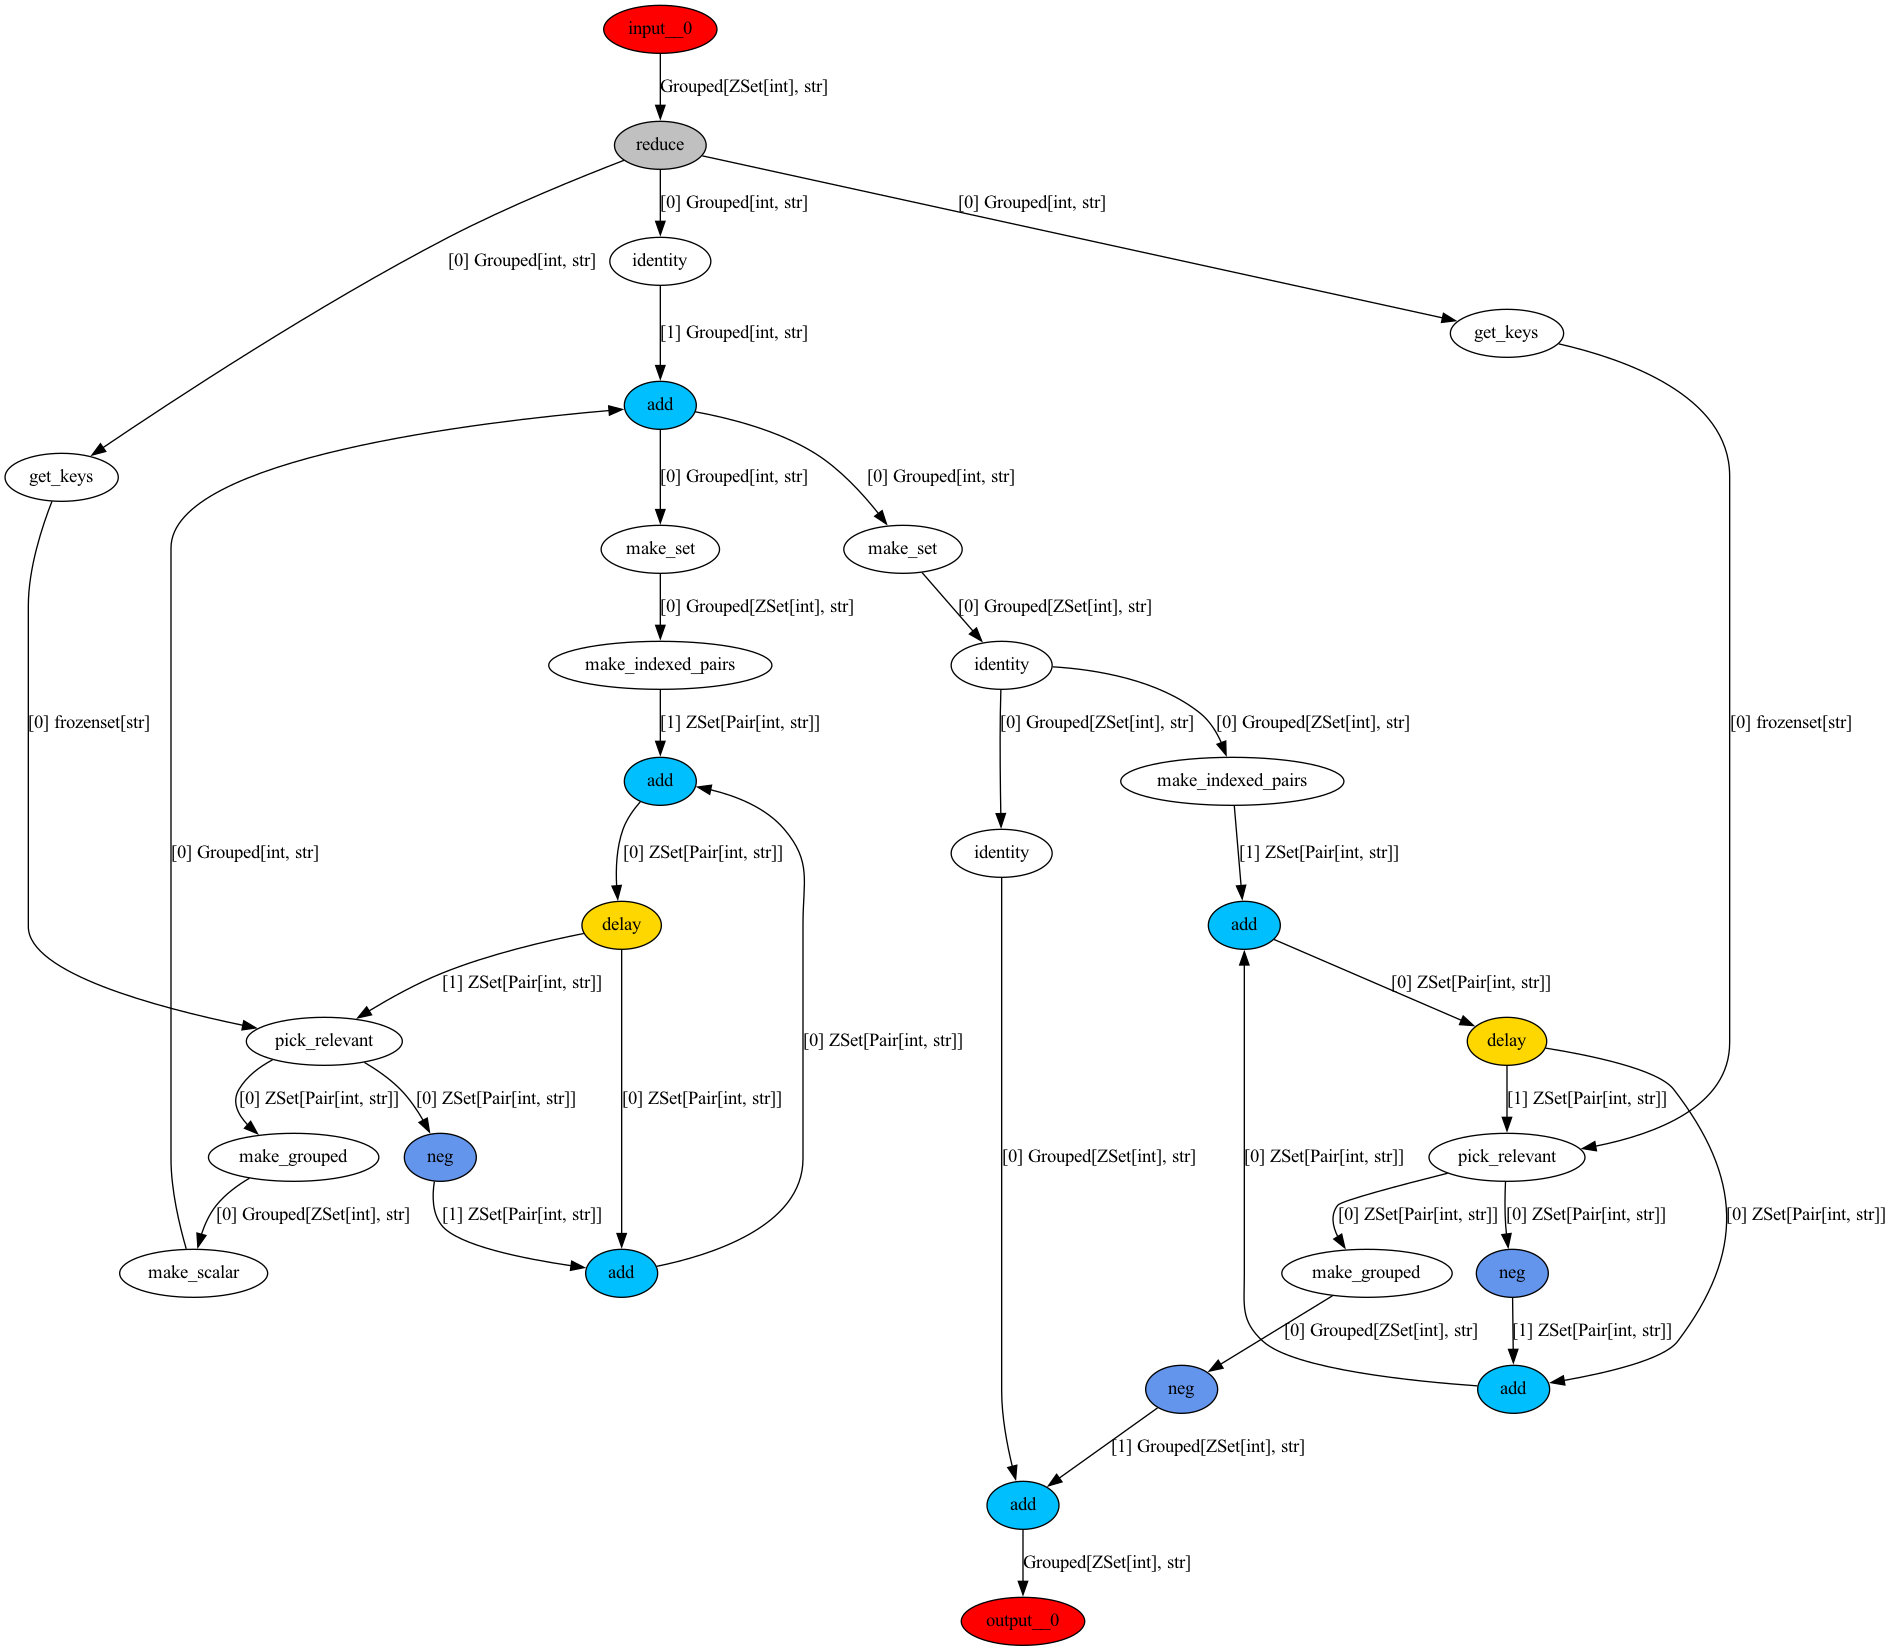 input__0
Grouped[ZSet[int], str]
reduce
[0] Grouped[int, str]
[0] Grouped[int, str]
[0] Grouped[int, str]
identity
[1] Grouped[int, str]
get_keys
add
get_keys
[0] Grouped[int, str]
[0] Grouped[int, str]
make_set
make_set
[0] Grouped[ZSet[int], str]
[0] Grouped[ZSet[int], str]
make_indexed_pairs
identity
[0] frozenset[str]
[1] ZSet[Pair[int, str]]
[0] Grouped[ZSet[int], str]
[0] Grouped[ZSet[int], str]
[0] frozenset[str]
add
make_indexed_pairs
[0] Grouped[int, str]
[0] ZSet[Pair[int, str]]
identity
[1] ZSet[Pair[int, str]]
delay
add
[1] ZSet[Pair[int, str]]
[0] ZSet[Pair[int, str]]
pick_relevant
[0] ZSet[Pair[int, str]]
delay
[0] ZSet[Pair[int, str]]
[0] ZSet[Pair[int, str]]
[0] ZSet[Pair[int, str]]
[1] ZSet[Pair[int, str]]
make_grouped
neg
[0] Grouped[ZSet[int], str]
[0] ZSet[Pair[int, str]]
pick_relevant
[0] Grouped[ZSet[int], str]
[1] ZSet[Pair[int, str]]
[0] ZSet[Pair[int, str]]
[0] ZSet[Pair[int, str]]
[0] ZSet[Pair[int, str]]
make_scalar
add
make_grouped
neg
[0] Grouped[ZSet[int], str]
[1] ZSet[Pair[int, str]]
neg
add
[1] Grouped[ZSet[int], str]
add
Grouped[ZSet[int], str]
output__0